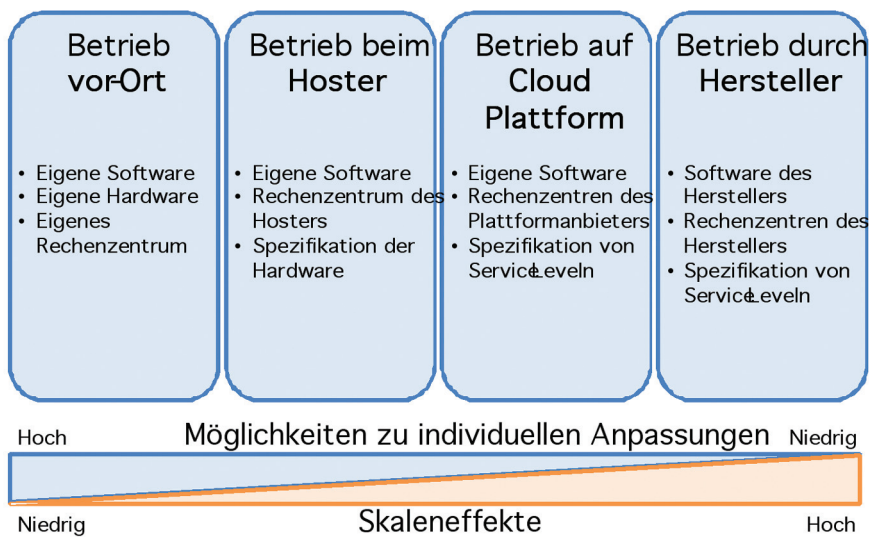 Betrieb
vor-Ort
• Eigene Software
• Eigene Hardware
• Eigenes
Rechenzentrum
Betrieb beim
Hoster
• Eigene Software
• Rechenzentrum des
Hosters
• Spezifikation der
Hardware
Betrieb auf
Cloud
Plattform
• Eigene Software
• Rechenzentren des
Plattformanbieters
• Spezifikation von
Service-Leveln
Betrieb durch
Hersteller
• Software des
Herstellers
• Rechenzentren des
Herstellers
• Spezifikation von
Service-Leveln
Hoch Möglichkeiten zu individuellen Anpassungen Niedrig
Niedrig Skaleneffekte Hoch